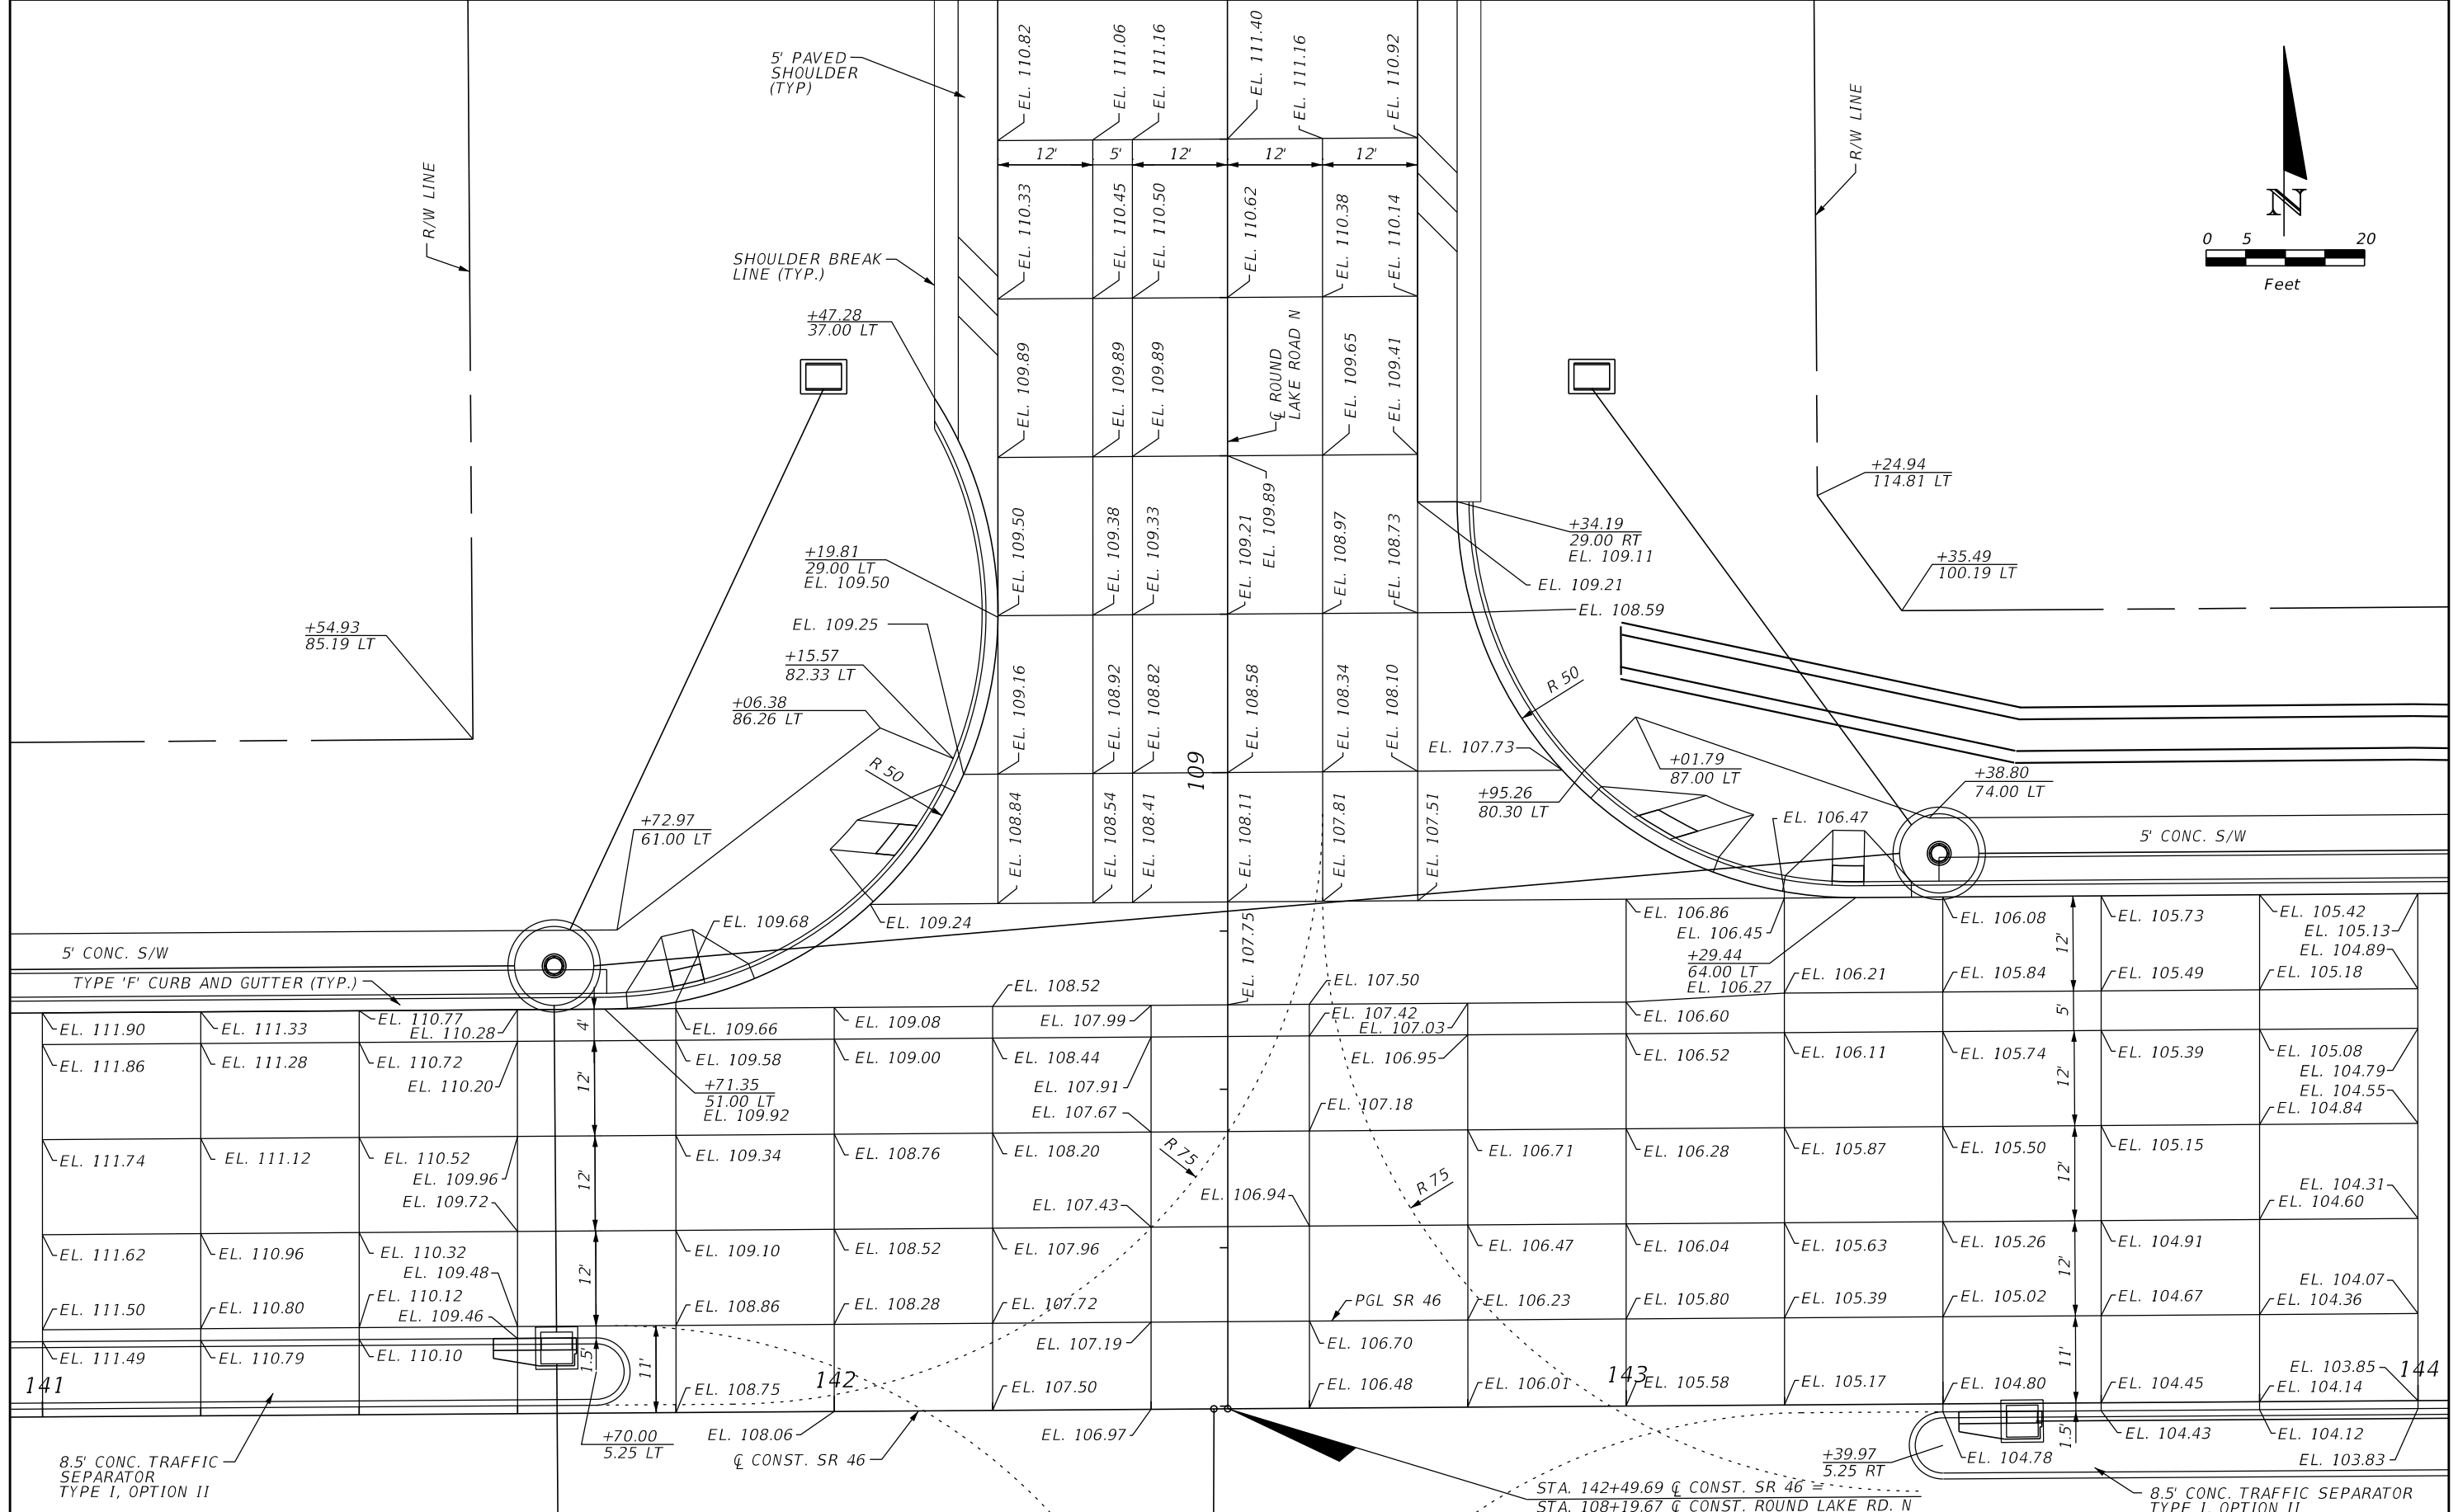 EL. 110.82
EL. 111.06
EL. 111.16
EL. 111.40
EL. 111.16
EL. 110.92
5' PAVED
SHOULDER
(TYP)
R/W LINE
R/W LINE
N
0 5 20
Feet
12' 5' 12' 12' 12'
EL. 110.33
EL. 110.45
EL. 110.50
EL. 110.62
EL. 110.38
EL. 110.14
SHOULDER BREAK
LINE (TYP.)
+47.28
37.00 LT
EL. 109.89
EL. 109.89
EL. 109.89
℄ ROUND
LAKE ROAD N
EL. 109.65
EL. 109.41
+24.94
114.81 LT
EL. 109.50
EL. 109.38
EL. 109.33
EL. 109.21
EL. 109.89
EL. 108.97
EL. 108.73
+34.19
29.00 RT
EL. 109.11
+19.81
29.00 LT
EL. 109.50
EL. 109.21
+35.49
100.19 LT
EL. 108.59
+54.93
85.19 LT
EL. 109.25
+15.57
82.33 LT
+06.38
86.26 LT
EL. 109.16
EL. 108.92
EL. 108.82
EL. 108.58
EL. 108.34
EL. 108.10
R 50
R 50
109
EL. 107.73
+01.79
87.00 LT
+38.80
74.00 LT
+95.26
80.30 LT
+72.97
61.00 LT
EL. 108.84
EL. 108.54
EL. 108.41
EL. 108.11
EL. 107.81
EL. 107.51
EL. 106.47
5' CONC. S/W
EL. 109.68
EL. 109.24
EL. 107.75
EL. 106.86
EL. 106.45
EL. 106.08
EL. 105.73
EL. 105.42
EL. 105.13
EL. 104.89
12'
5' CONC. S/W
TYPE 'F' CURB AND GUTTER (TYP.)
EL. 108.52
EL. 107.50
+29.44
64.00 LT
EL. 106.27
EL. 106.21
EL. 105.84
EL. 105.49
EL. 105.18
EL. 111.90
EL. 111.33
EL. 110.77
EL. 110.28
4'
EL. 109.66
EL. 109.08
EL. 107.99
EL. 107.42
EL. 107.03
EL. 106.60
5'
EL. 111.86
EL. 111.28
EL. 110.72
EL. 110.20
12'
EL. 109.58
EL. 109.00
EL. 108.44
EL. 107.91
EL. 106.95
EL. 106.52
EL. 106.11
EL. 105.74
12'
EL. 105.39
EL. 105.08
EL. 104.79
EL. 104.55
EL. 104.84
+71.35
51.00 LT
EL. 109.92
EL. 107.67
EL. 107.18
EL. 111.74
EL. 111.12
EL. 110.52
EL. 109.96
EL. 109.72
12'
EL. 109.34
EL. 108.76
EL. 108.20
R 75
EL. 106.94
R 75
EL. 106.71
EL. 106.28
EL. 105.87
EL. 105.50
12'
EL. 105.15
EL. 104.31
EL. 104.60
EL. 107.43
EL. 111.62
EL. 110.96
EL. 110.32
EL. 109.48
12'
EL. 109.10
EL. 108.52
EL. 107.96
EL. 106.47
EL. 106.04
EL. 105.63
EL. 105.26
12'
EL. 104.91
EL. 104.07
EL. 111.50
EL. 110.80
EL. 110.12
EL. 109.46
EL. 108.86
EL. 108.28
EL. 107.72
PGL SR 46
EL. 106.23
EL. 105.80
EL. 105.39
EL. 105.02
EL. 104.67
EL. 104.36
EL. 111.49
EL. 110.79
EL. 110.10
1.5'
11'
EL. 107.19
EL. 106.70
11'
EL. 103.85
141
142
143
144
EL. 108.75
EL. 107.50
EL. 106.48
EL. 106.01
EL. 105.58
EL. 105.17
EL. 104.80
EL. 104.45
EL. 104.14
8.5' CONC. TRAFFIC
SEPARATOR
TYPE I, OPTION II
+70.00
5.25 LT
EL. 108.06
℄ CONST. SR 46
EL. 106.97
+39.97
5.25 RT
EL. 104.78
1.5'
EL. 104.43
EL. 104.12
EL. 103.83
STA. 142+49.69 ℄ CONST. SR 46 =
STA. 108+19.67 ℄ CONST. ROUND LAKE RD. N
8.5' CONC. TRAFFIC SEPARATOR
TYPE I, OPTION II